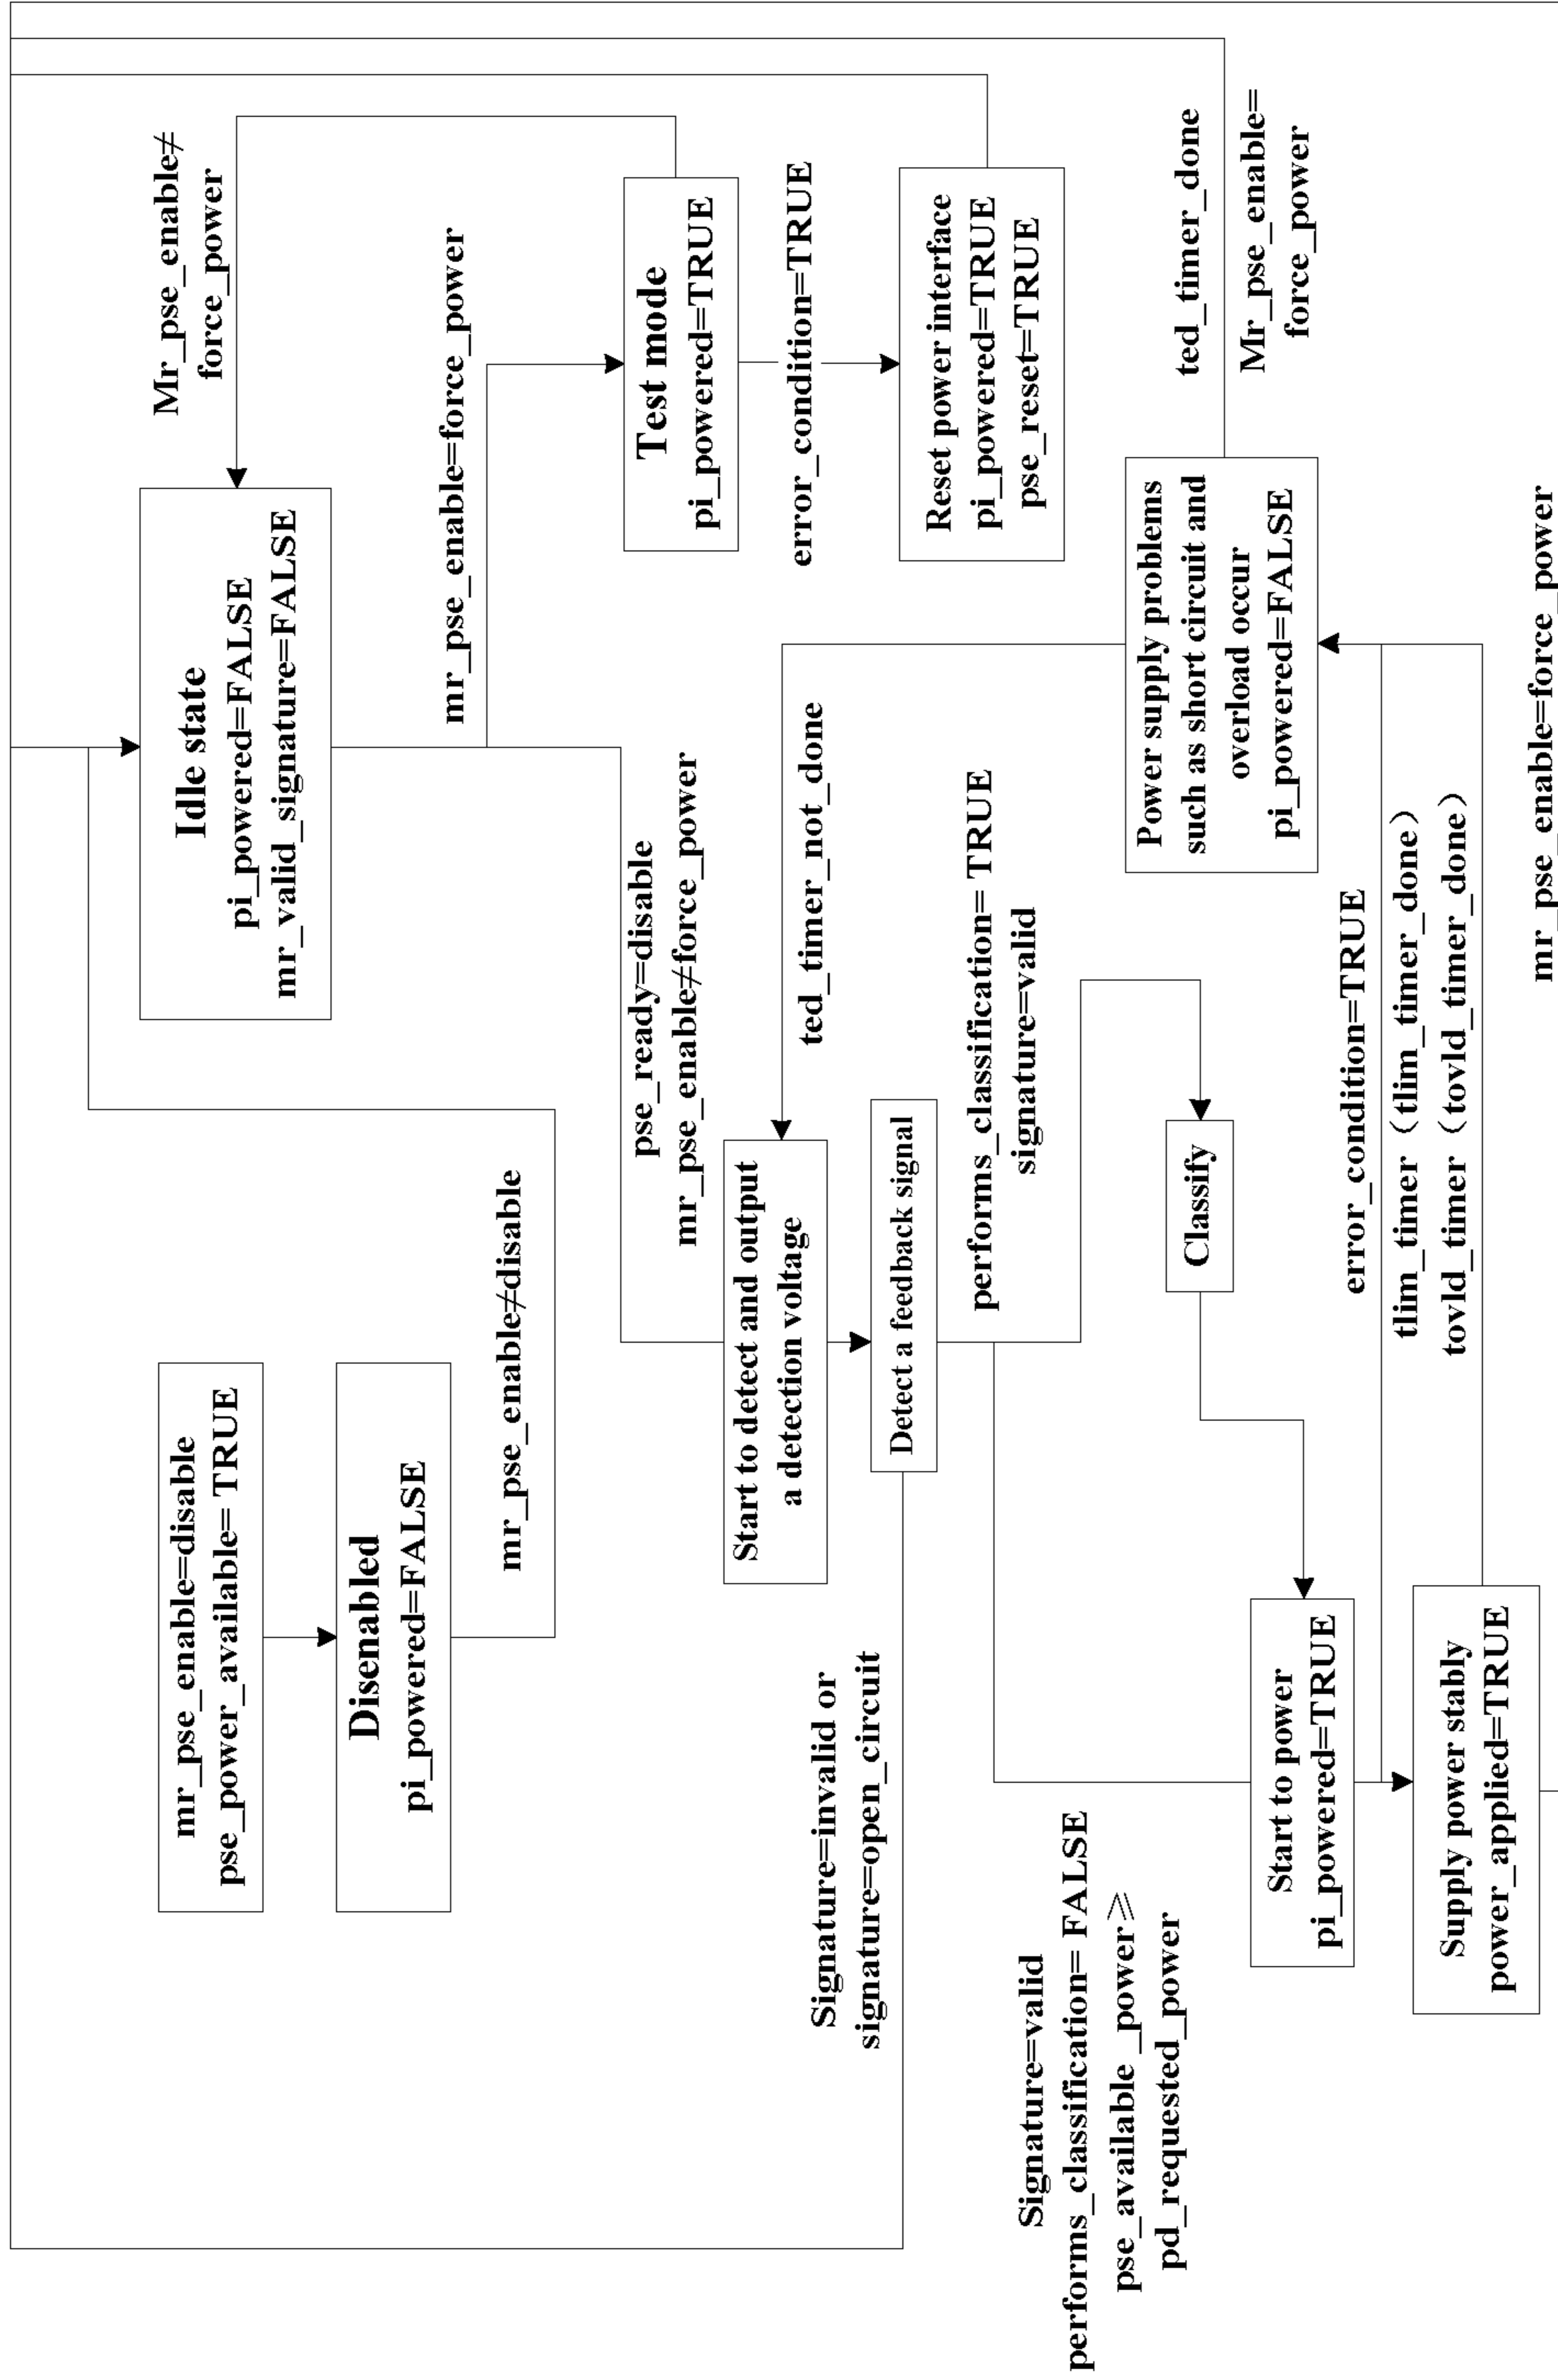 mr_pse_enable=disable
pse_power_available= TRUE
Disenabled
pi_powered=FALSE
mr_pse_enable≠disable
Idle state
pi_powered=FALSE
mr_valid_signature=FALSE
Mr_pse_enable≠
force_power
mr_pse_enable=force_power
Test mode
pi_powered=TRUE
error_condition=TRUE
Reset power interface
pi_powered=TRUE
pse_reset=TRUE
pse_ready=disable
mr_pse_enable≠force_power
Start to detect and output
a detection voltage
ted_timer_not_done
Detect a feedback signal
Signature=invalid or
signature=open_circuit
performs_classification= TRUE
signature=valid
Classify
Signature=valid
performs_classification= FALSE
pse_available _power≥
pd_requested_power
Start to power
pi_powered=TRUE
Power supply problems
such as short circuit and
overload occur
pi_powered=FALSE
ted_timer_done
Mr_pse_enable=
force_power
error_condition=TRUE
tlim_timer（tlim_timer_done）
tovld_timer（tovld_timer_done）
Supply power stably
power_applied=TRUE
mr_pse_enable=force_power